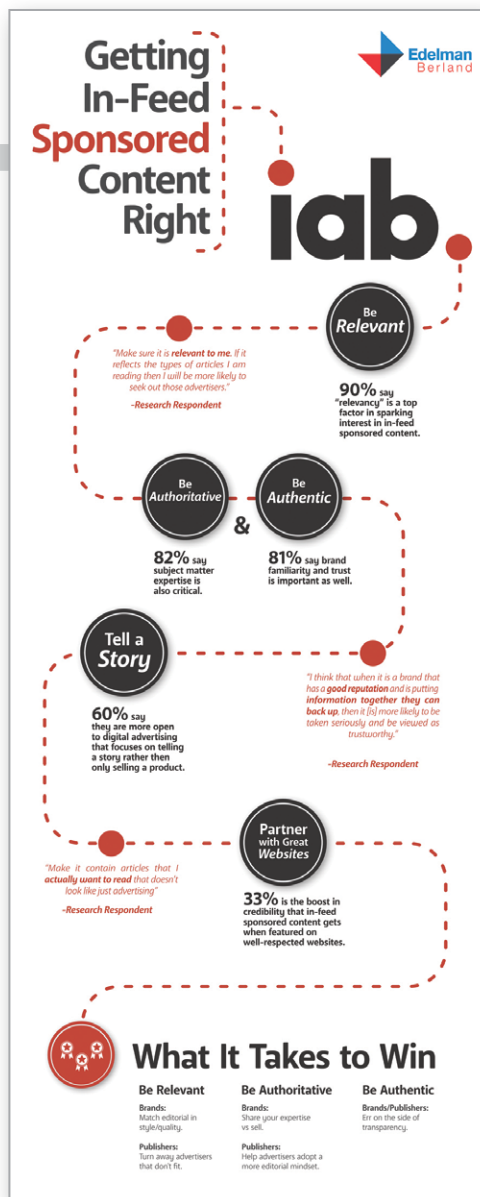 Getting
In-Feed
Sponsored
Content
Right
Edelman
Berland
iab.
Be
Relevant
"Make sure it is relevant to me. If it
reflects the types of articles I am
reading then I will be more likely to
seek out those advertisers."
-Research Respondent
90% say
"relevancy" is a top
factor in sparking
interest in in-feed
sponsored content.
Be
Authoritative
&
Be
Authentic
82% say
subject matter
expertise is
also critical.
81% say brand
familiarity and trust
is important as well.
Tell a
Story
60% say
they are more open
to digital advertising
that focuses on telling
a story rather then
only selling a product.
"I think that when it is a brand that
has a good reputation and is putting
information together they can
back up, then it [is] more likely to be
taken seriously and be viewed as
trustworthy."
-Research Respondent
Partner
with Great
Websites
"Make it contain articles that I
actually want to read that doesn't
look like just advertising"
-Research Respondent
33% is the boost in
credibility that in-feed
sponsored content gets
when featured on
well-respected websites.
What It Takes to Win
Be Relevant
Brands:
Match editorial in
style/quality.
Publishers:
Turn away advertisers
that don't fit.
Be Authoritative
Brands:
Share your expertise
vs sell.
Publishers:
Help advertisers adopt a
more editorial mindset.
Be Authentic
Brands/Publishers:
Err on the side of
transparency.